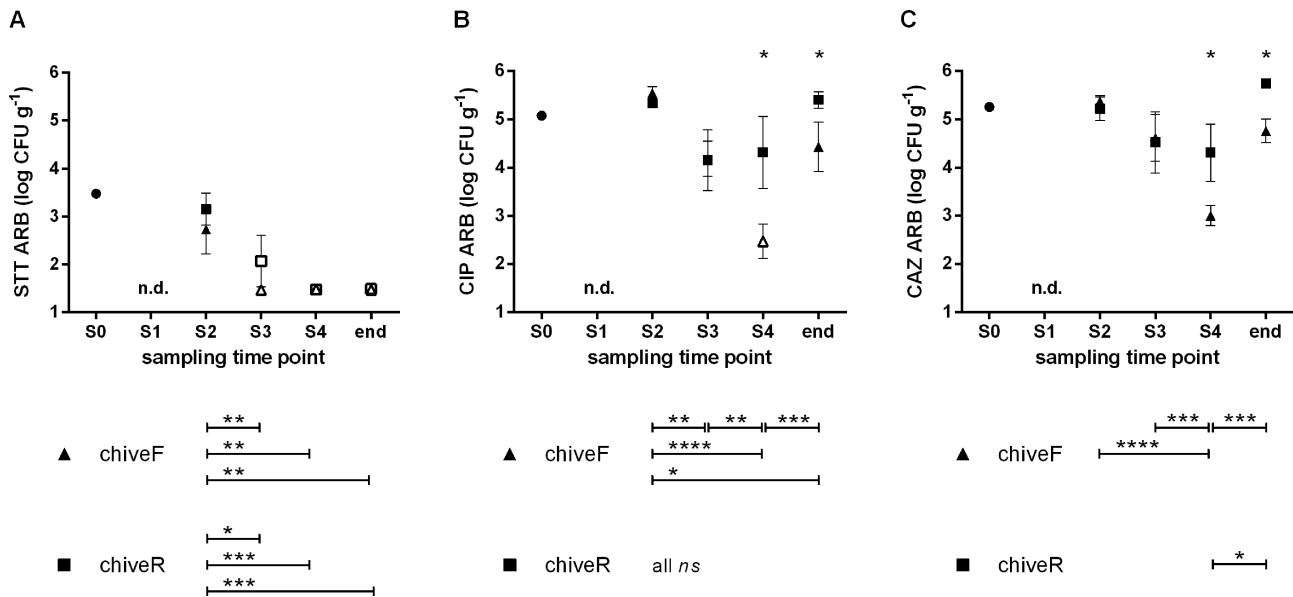 A
STT ARB (log CFU g-1)
6
5
4
3
2
1
n.d.
S0 S1 S2 S3 S4 end
sampling time point
B
CIP ARB (log CFU g-1)
* *
6
5
4
3
2
1
n.d.
S0 S1 S2 S3 S4 end
sampling time point
C
CAZ ARB (log CFU g-1)
* *
6
5
4
3
2
1
n.d.
S0 S1 S2 S3 S4 end
sampling time point
chiveF
**
**
**
chiveR
*
***
***
chiveF
** ** ***
****
*
chiveR all ns
chiveF
*** ***
****
chiveR
*